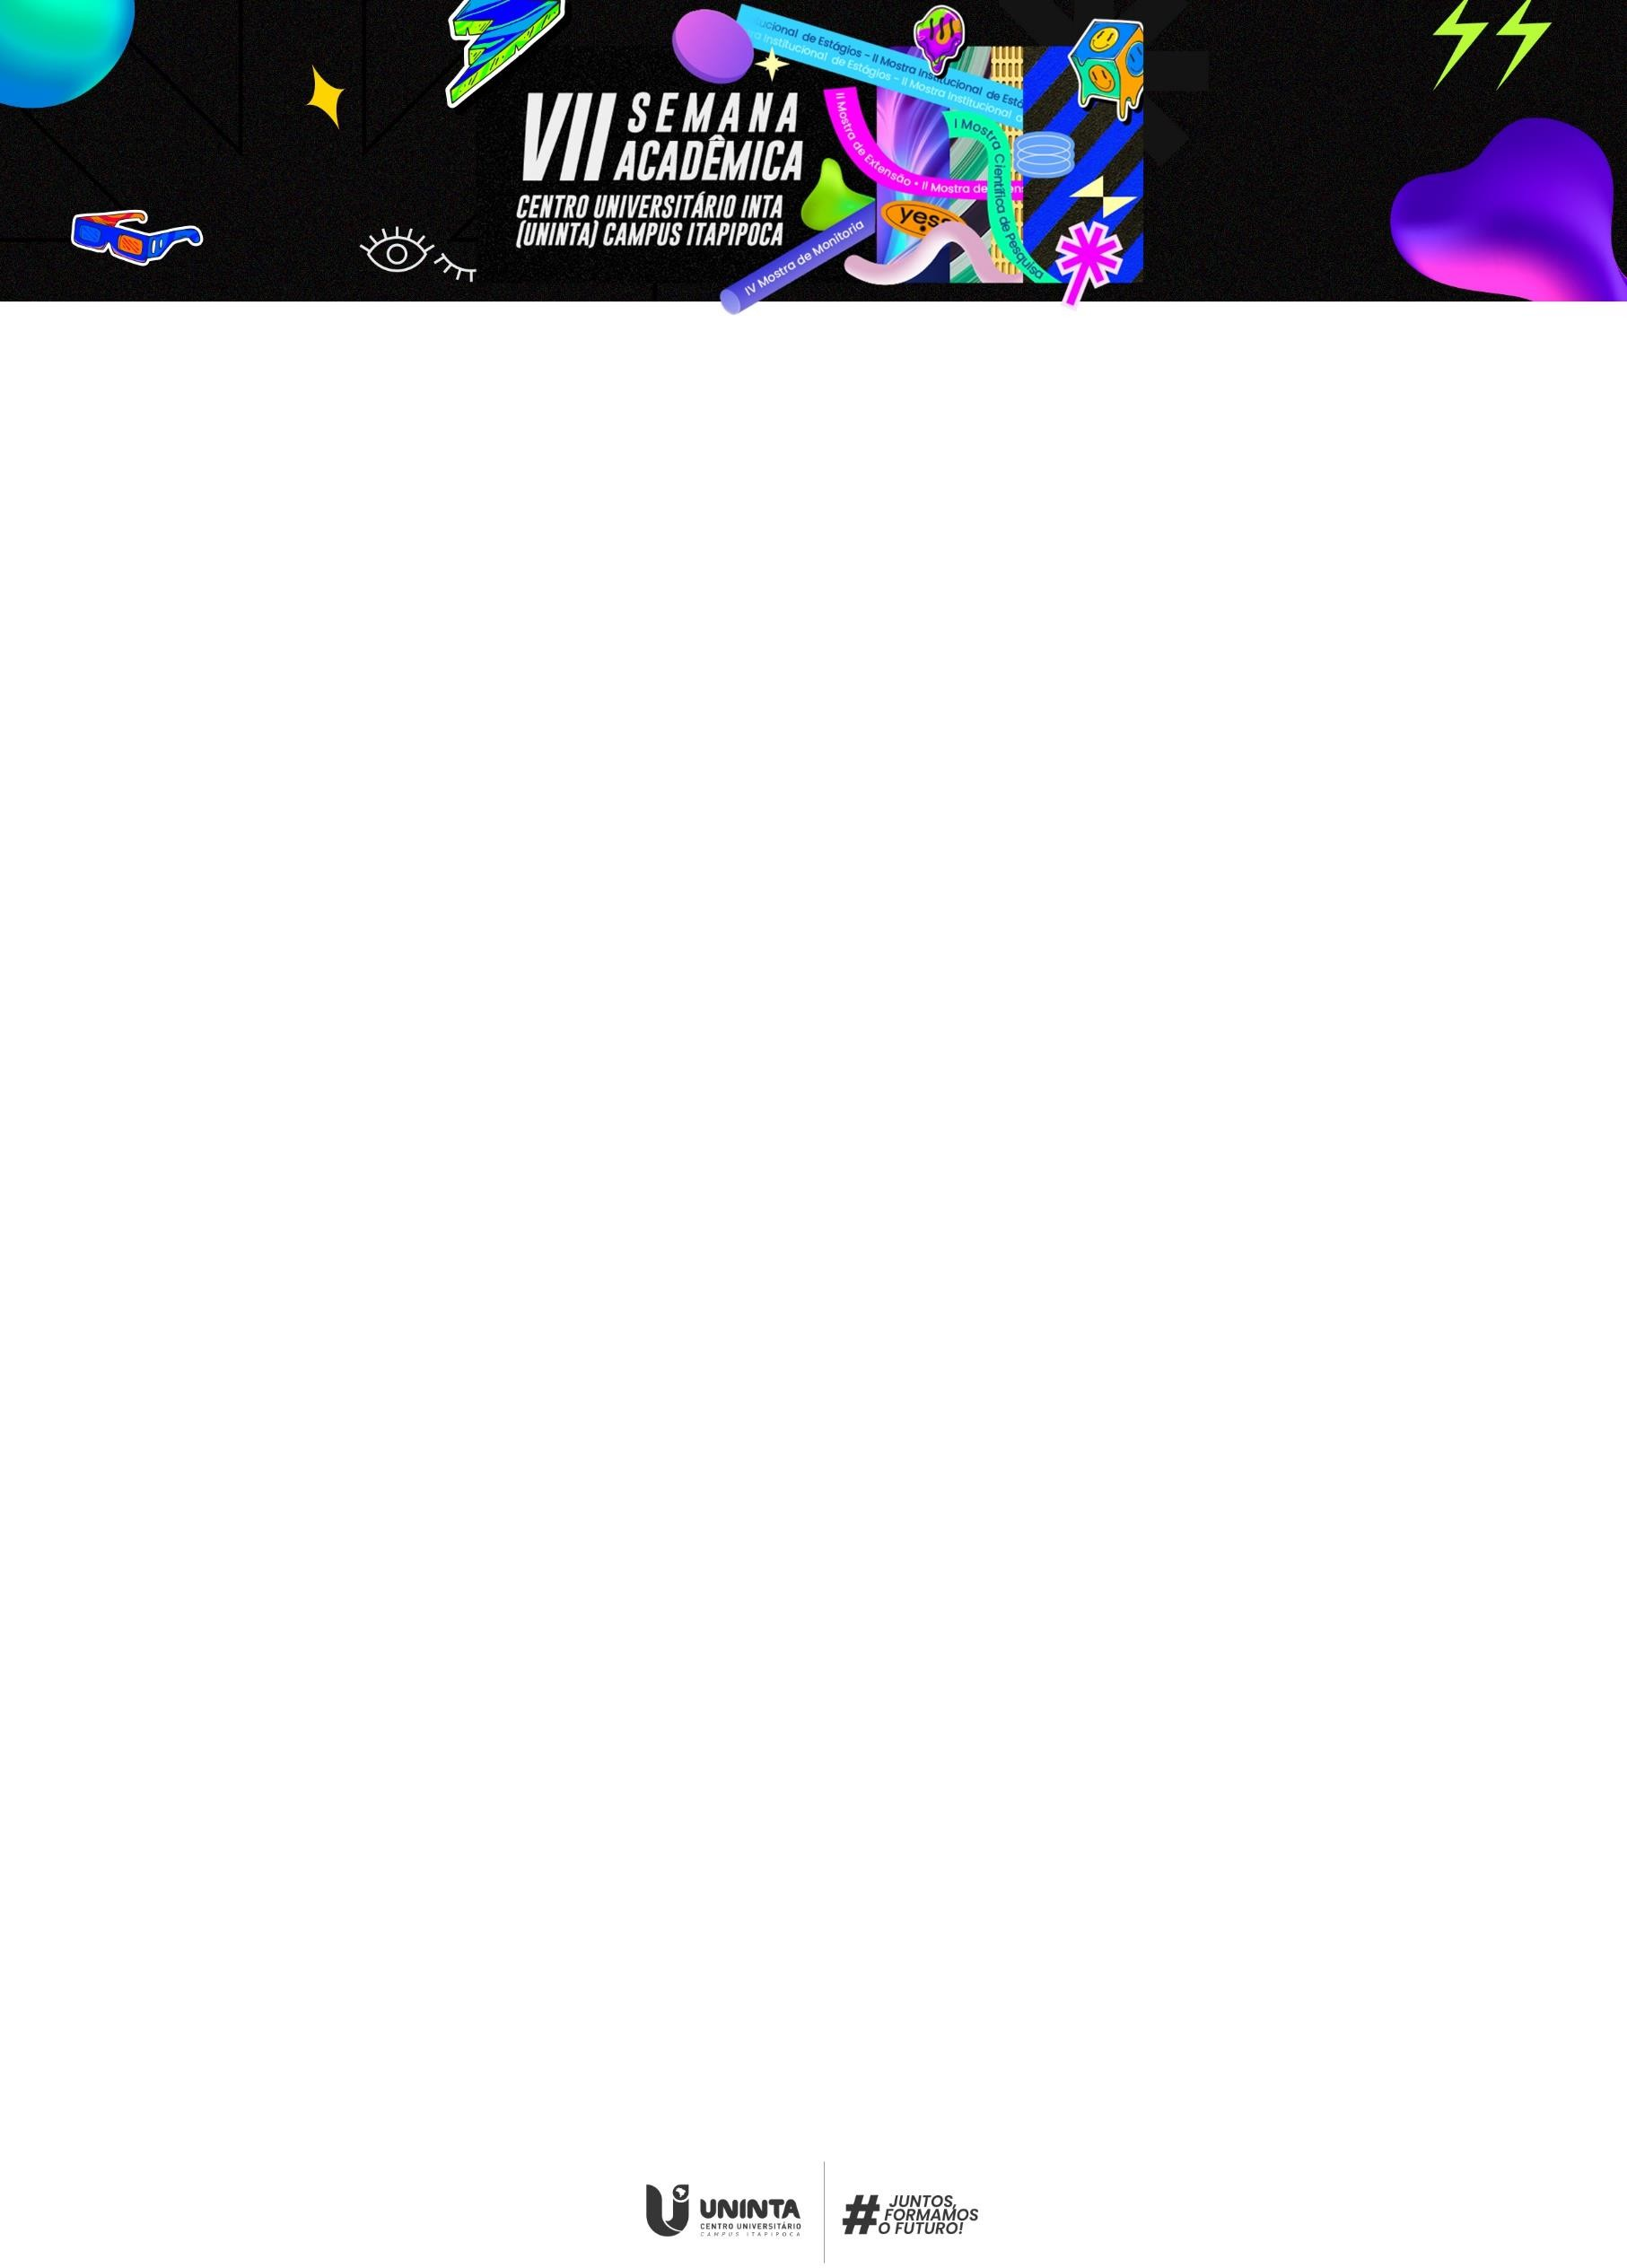 VII SEMANA
ACADÊMICA
CENTRO UNIVERSITÁRIO INTA
(UNINTA) CAMPUS ITAPIPOCA
Institucional de Estágios - II Mostra Institucional de
Institucional de Estágios - II Mostra Institucional
II Mostra de Extensão • II Mostra de
I Mostra Científica de Pesquisa
yes
IV Mostra de Monitoria
UNINTA
CENTRO UNIVERSITÁRIO
CAMPUS ITAPIPOCA
#JUNTOS,
FORMAMOS
O FUTURO!